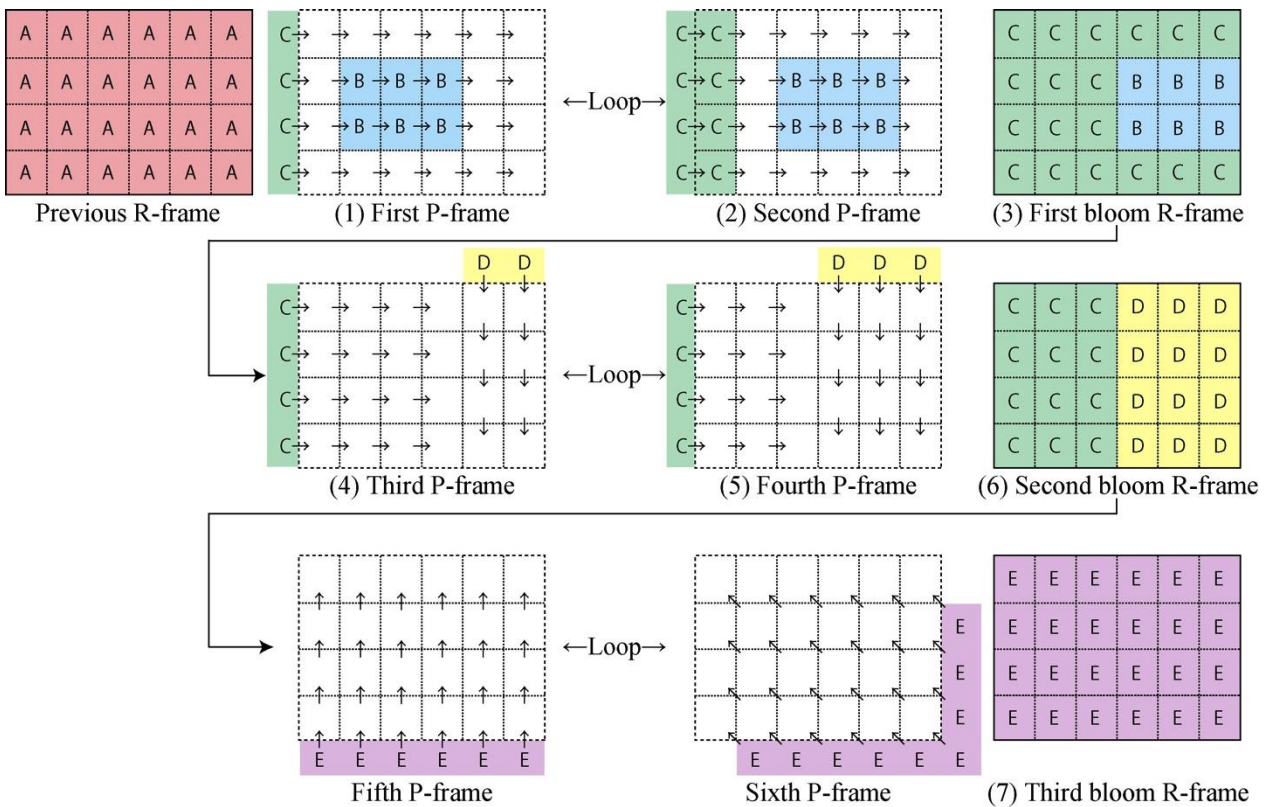 A A A A A A
A A A A A A
A A A A A A
A A A A A A
Previous R-frame
C→ → → → → →
C→ →B→B→B→ →
C→ →B→B→B→ →
C→ → → → → →
(1) First P-frame
←Loop→
C→C→ → → → →
C→C→ →B→B→B→
C→C→ →B→B→B→
C→C→ → → → →
(2) Second P-frame
C C C C C C
C C C B B B
C C C B B B
C C C C C C
(3) First bloom R-frame
D D
C→ → → → ↓ ↓
C→ → → → ↓ ↓
C→ → → → ↓ ↓
C→ → → → ↓ ↓
(4) Third P-frame
←Loop→
D D D
C→ → → ↓ ↓ ↓
C→ → → ↓ ↓ ↓
C→ → → ↓ ↓ ↓
C→ → → ↓ ↓ ↓
(5) Fourth P-frame
C C C D D D
C C C D D D
C C C D D D
C C C D D D
(6) Second bloom R-frame
↑ ↑ ↑ ↑ ↑ ↑
↑ ↑ ↑ ↑ ↑ ↑
↑ ↑ ↑ ↑ ↑ ↑
↑ ↑ ↑ ↑ ↑ ↑
E E E E E E
Fifth P-frame
←Loop→
↖ ↖ ↖ ↖ ↖ ↖
E
↖ ↖ ↖ ↖ ↖ ↖
E
↖ ↖ ↖ ↖ ↖ ↖
E
↖ ↖ ↖ ↖ ↖ ↖
E E E E E E
Sixth P-frame
E E E E E E
E E E E E E
E E E E E E
E E E E E E
(7) Third bloom R-frame